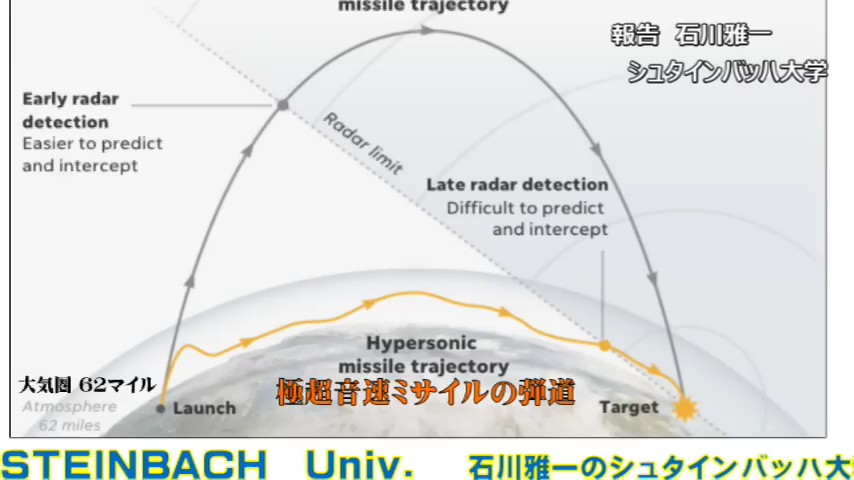 missile trajectory
報告 石川雅一
シュタインバッハ大学
Early radar
detection
Easier to predict
and intercept
Radar limit
Late radar detection
Difficult to predict
and intercept
Hypersonic
missile trajectory
大気圏 62マイル
極超音速ミサイルの弾道
Atmosphere
62 miles
Launch
Target
STEINBACH Univ. 石川雅一のシュタインバッハ大